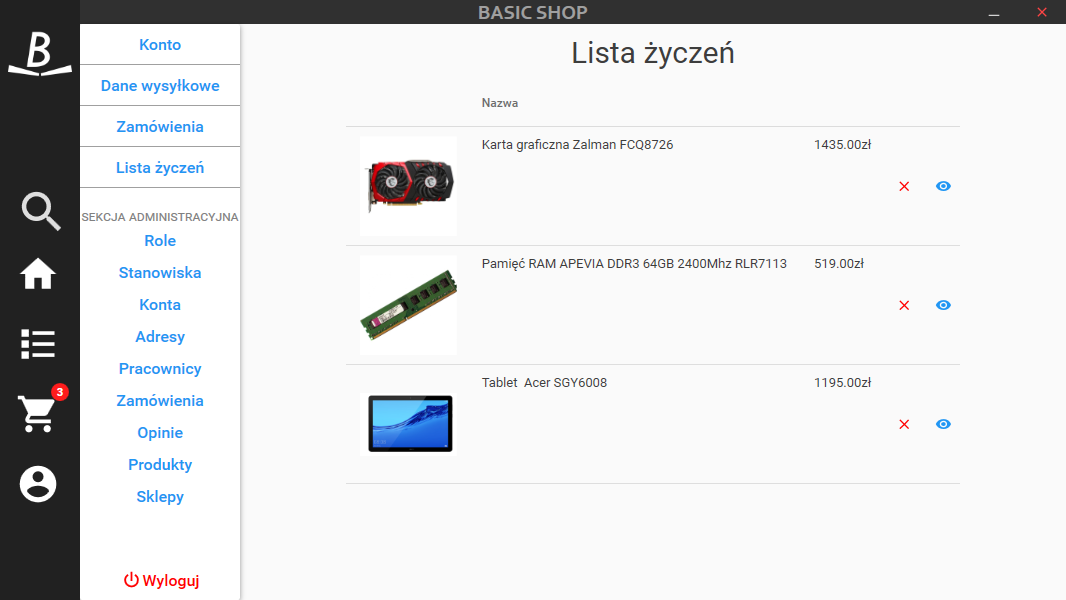 BASIC SHOP
B
Konto
Dane wysyłkowe
Zamówienia
Lista życzeń
SEKCJA ADMINISTRACYJNA
Role
Stanowiska
Konta
Adresy
Pracownicy
Zamówienia
Opinie
Produkty
Sklepy
Wyloguj
3
Lista życzeń
Nazwa
Karta graficzna Zalman FCQ8726 1435.00zł
Pamięć RAM APEVIA DDR3 64GB 2400Mhz RLR7113 519.00zł
Tablet Acer SGY6008 1195.00zł